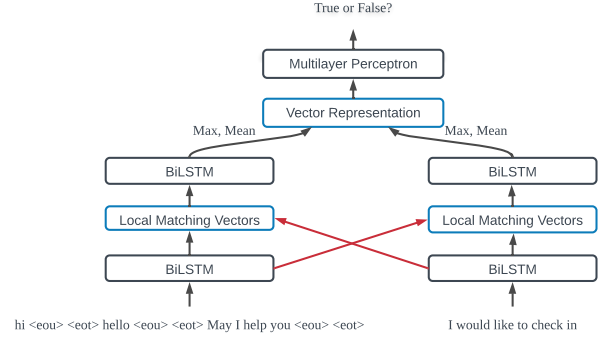 True or False?
Multilayer Perceptron
Vector Representation
Max, Mean
Max, Mean
BiLSTM
BiLSTM
Local Matching Vectors
Local Matching Vectors
BiLSTM
BiLSTM
hi <eou> <eot> hello <eou> <eot> May I help you <eou> <eot>
I would like to check in